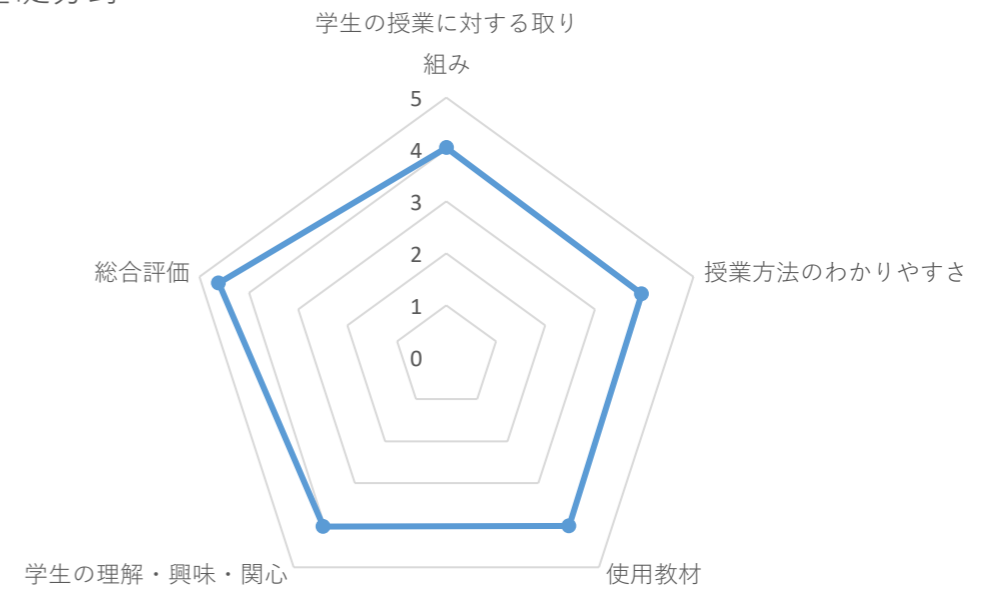 学生の授業に対する取り
組み
5
4
3
2
1
0
総合評価
授業方法のわかりやすさ
学生の理解・興味・関心
使用教材